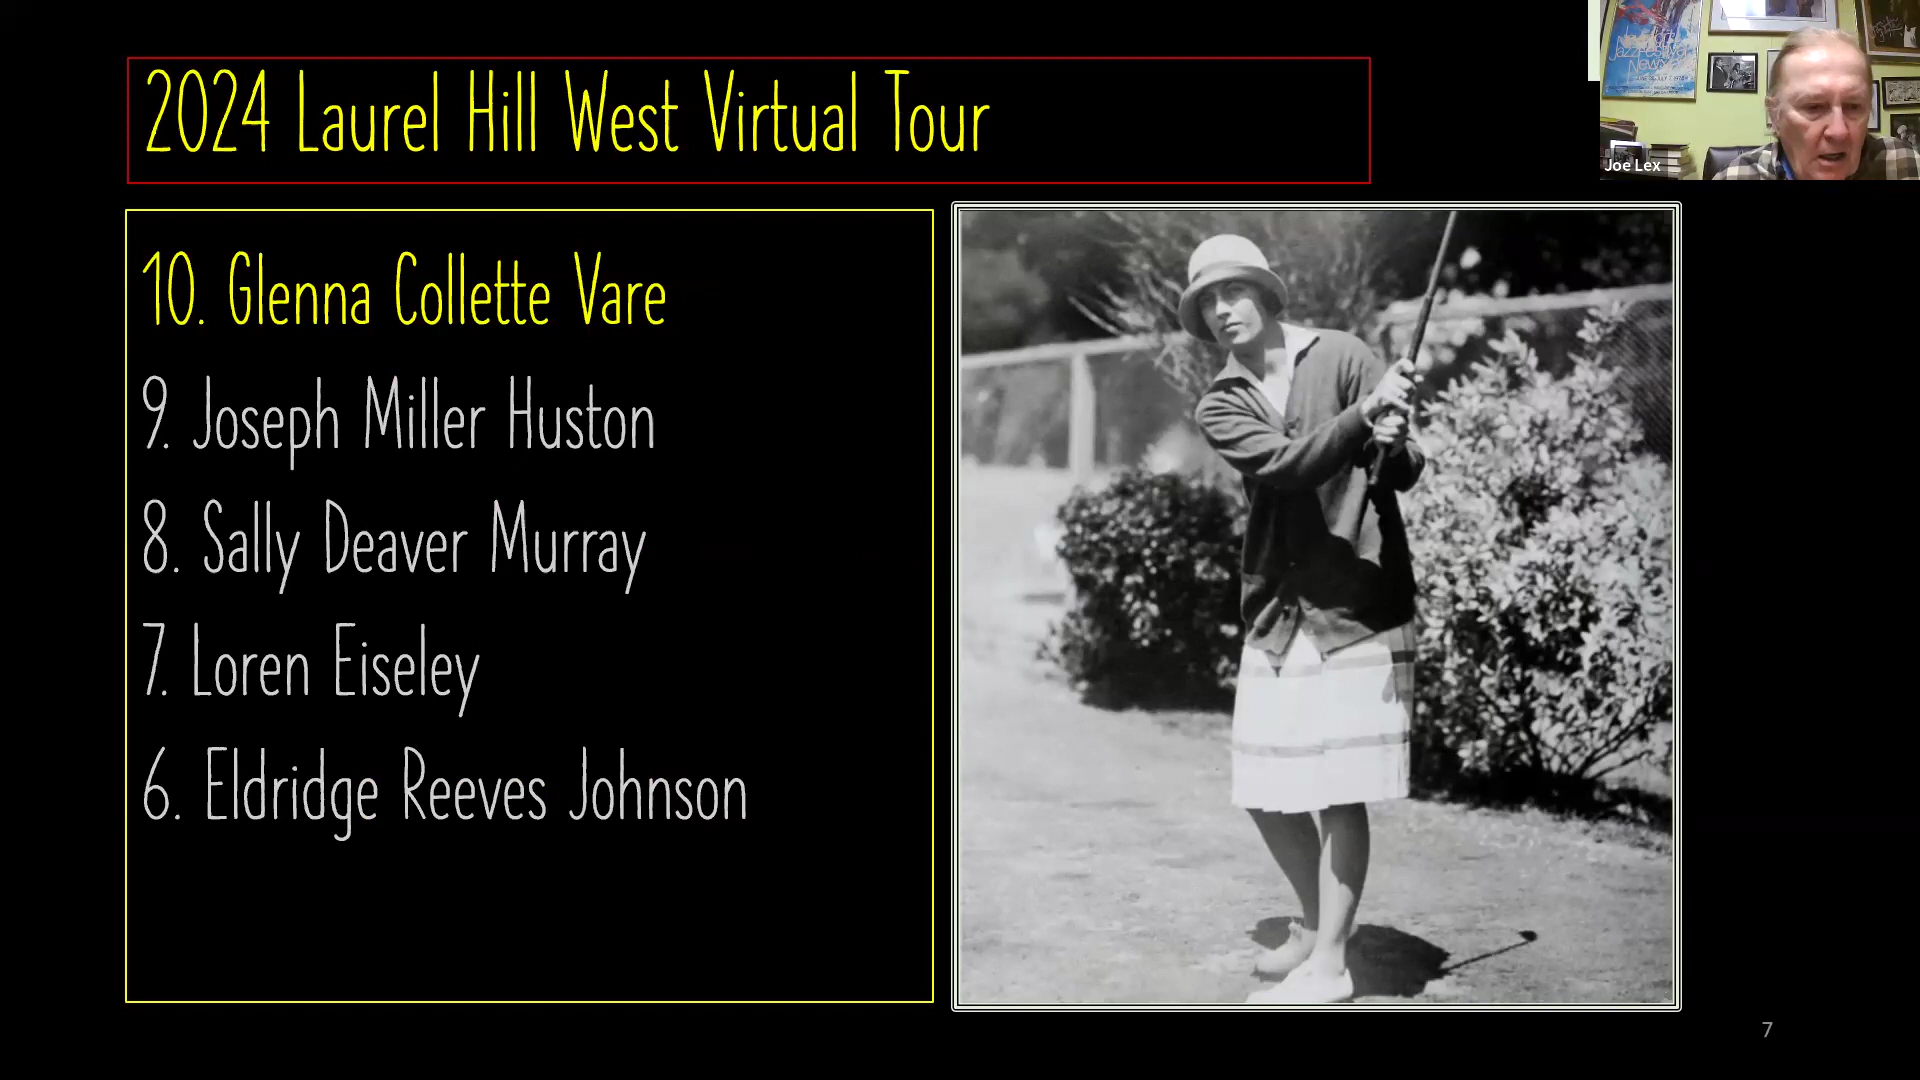 2024 Laurel Hill West Virtual Tour
10. Glenna Collette Vare
9. Joseph Miller Huston
8. Sally Deaver Murray
7. Loren Eiseley
6. Eldridge Reeves Johnson
Joe Lex
7